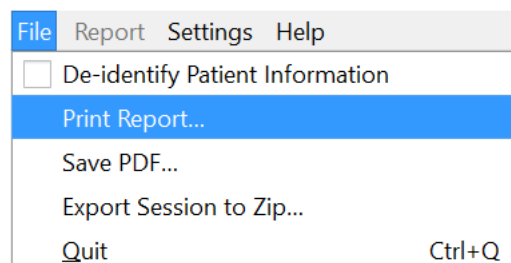 File Report Settings Help
De-identify Patient Information
Print Report...
Save PDF...
Export Session to Zip...
Quit Ctrl+Q